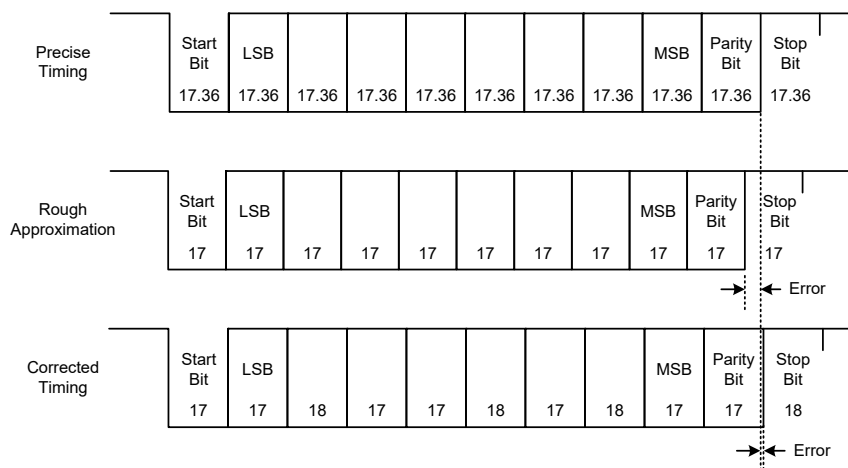 Precise
Timing
Start
Bit
LSB
MSB
Parity
Bit
Stop
Bit
17.36 17.36 17.36 17.36 17.36 17.36 17.36 17.36 17.36 17.36 17.36
Rough
Approximation
Start
Bit
LSB
MSB
Parity
Bit
Stop
Bit
17 17 17 17 17 17 17 17 17 17 17
Error
Corrected
Timing
Start
Bit
LSB
MSB
Parity
Bit
Stop
Bit
17 17 18 17 17 18 17 18 17 17 18
Error